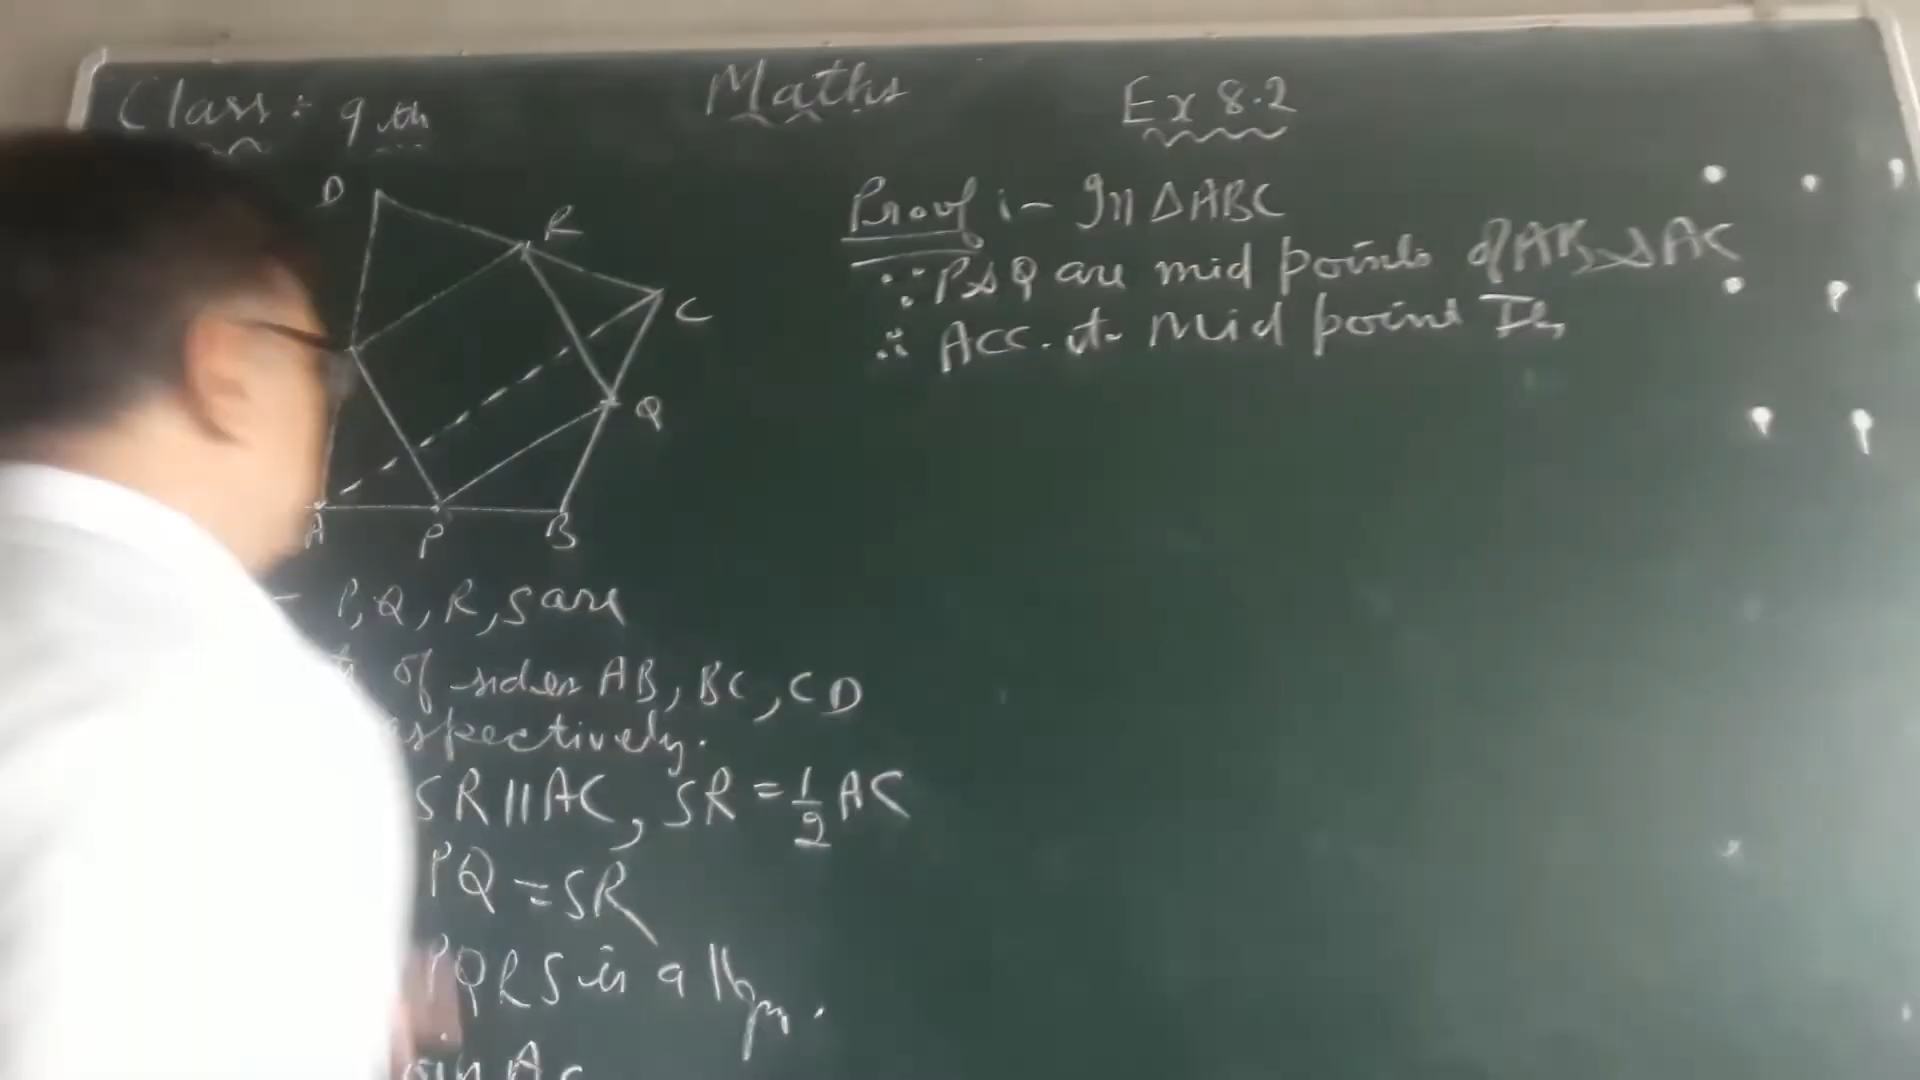 Class : 9th
Maths
Ex 8.2
D
R
C
Q
A
P
B
P, Q, R, S are
of sides AB, BC, CD
respectively.
SR || AC, SR = 1/2 AC
PQ = SR
PQRS is a ||gm.
join AC
Proof :- In △ABC
∵ P & Q are mid points of AB & AC
∴ Acc. to Mid point Th